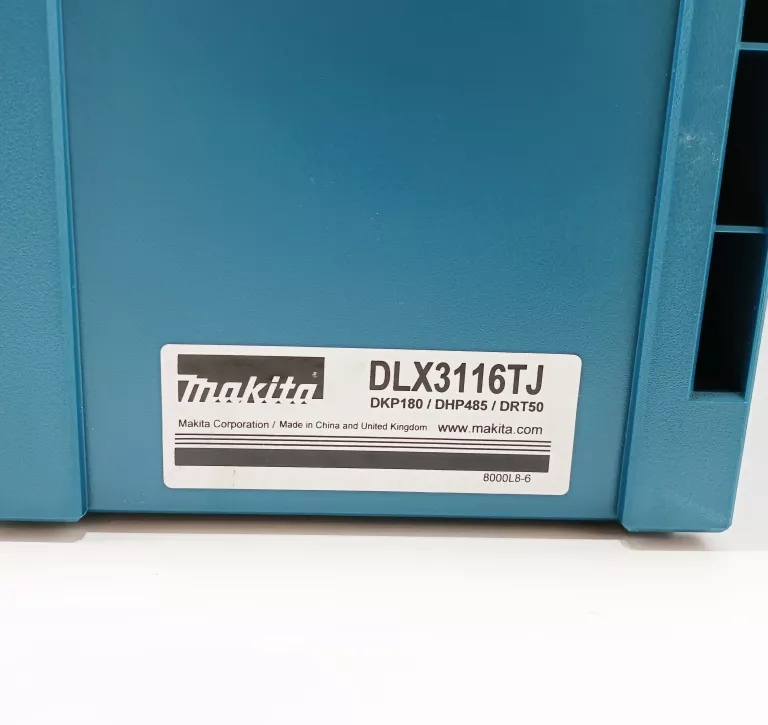 makita® DLX3116TJ
DKP180 / DHP485 / DRT50
Makita Corporation / Made in China and United Kingdom www.makita.com
8000L8-6